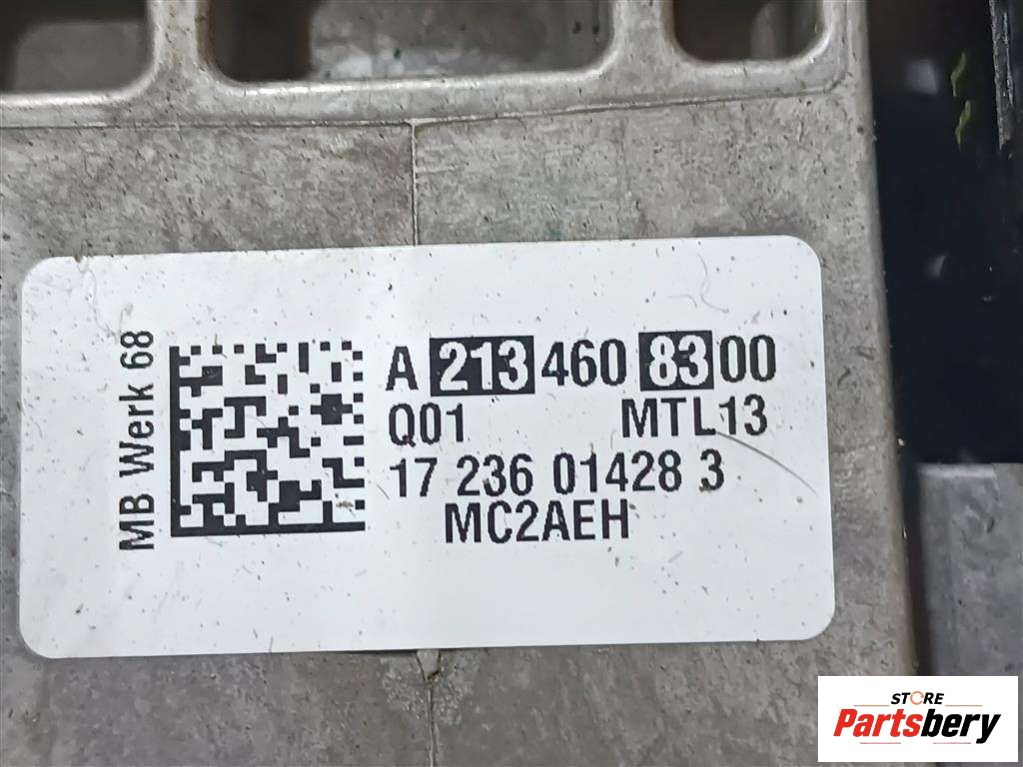 MB Werk 68
A 213 460 83 00
Q01 MTL13
17 236 01428 3
MC2AEH
STORE
Partsbery